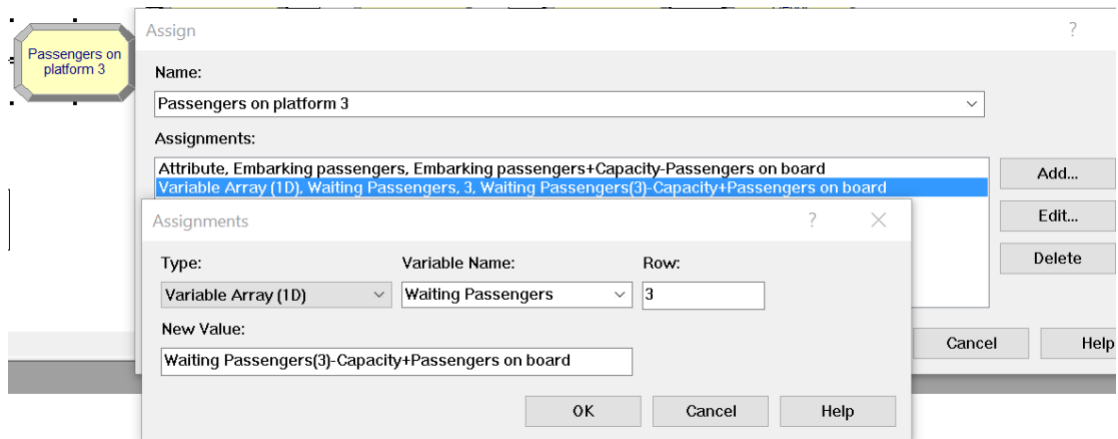 Passengers on
platform 3
Assign
?
Name:
Passengers on platform 3
Assignments:
Attribute, Embarking passengers, Embarking passengers+Capacity-Passengers on board
Variable Array (1D), Waiting Passengers, 3, Waiting Passengers(3)-Capacity+Passengers on board
Add...
Edit...
Delete
Cancel
Help
Assignments
?
Type:
Variable Name:
Row:
Variable Array (1D)
Waiting Passengers
3
New Value:
Waiting Passengers(3)-Capacity+Passengers on board
OK
Cancel
Help